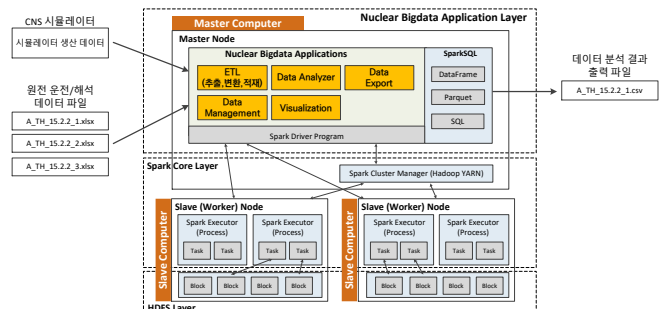 CNS 시뮬레이터
시뮬레이터 생산 데이터
원전 운전/해석
데이터 파일
A_TH_15.2.2_1.xlsx
A_TH_15.2.2_2.xlsx
A_TH_15.2.2_3.xlsx
Nuclear Bigdata Application Layer
Master Computer
Master Node
Nuclear Bigdata Applications
ETL
(추출,변환,적재)
Data Analyzer
Data
Export
Data
Management
Visualization
Spark Driver Program
SparkSQL
DataFrame
Parquet
SQL
데이터 분석 결과
출력 파일
A_TH_15.2.2_1.csv
Spark Core Layer
Spark Cluster Manager (Hadoop YARN)
Slave Computer
Slave (Worker) Node
Spark Executor
(Process)
Task
Task
Spark Executor
(Process)
Task
Task
Block
Block
Block
Block
Slave Computer
Slave (Worker) Node
Spark Executor
(Process)
Task
Task
Spark Executor
(Process)
Task
Task
Block
Block
Block
Block
HDFS Layer